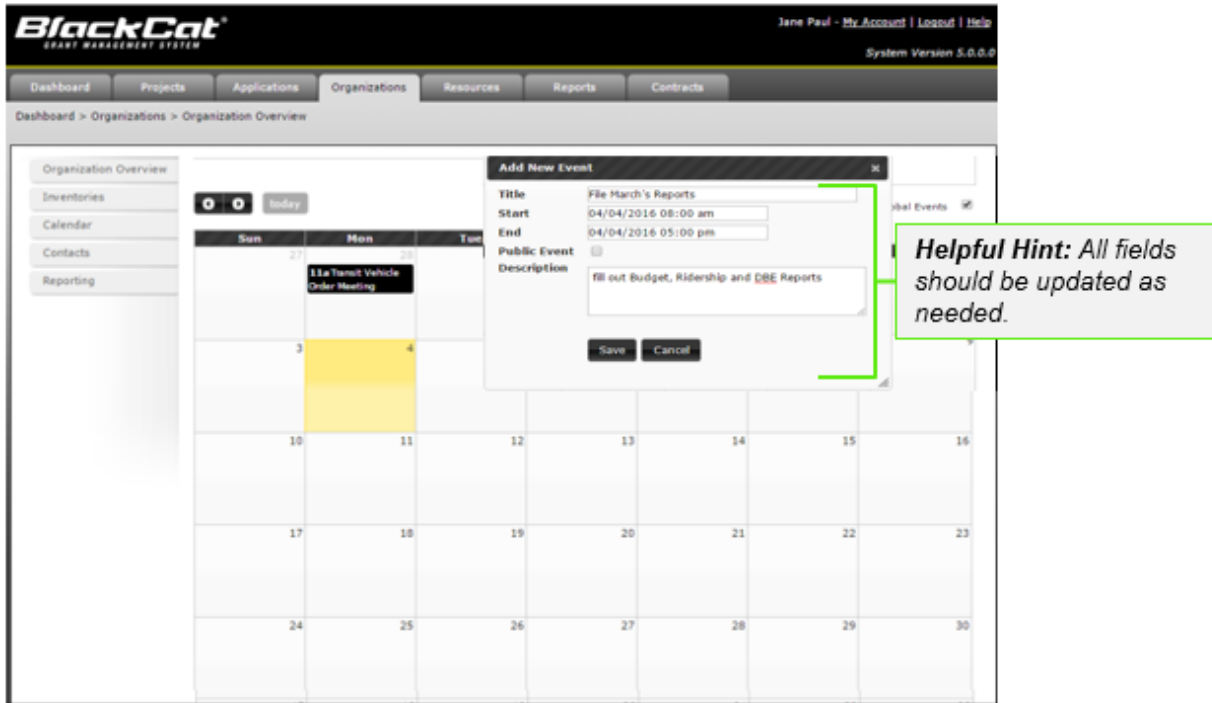 BlackCat
GRANT MANAGEMENT SYSTEM
Jane Paul - My Account | Logout | Help
System Version 5.0.0.0
Dashboard Projects Applications Organizations Resources Reports Contracts
Dashboard > Organizations > Organization Overview
Organization Overview
Inventories
Calendar
Contacts
Reporting
today
Add New Event
Title File March's Reports
Start 04/04/2016 08:00 am
End 04/04/2016 05:00 pm
Public Event
Description
fill out Budget, Ridership and DBE Reports
Save Cancel
Events
Helpful Hint: All fields
should be updated as
needed.
Sun Mon
27 28
11a Transit Vehicle
Order Meeting
3 4 9
10 11 12 13 14 15 16
17 18 19 20 21 22 23
24 25 26 27 28 29 30